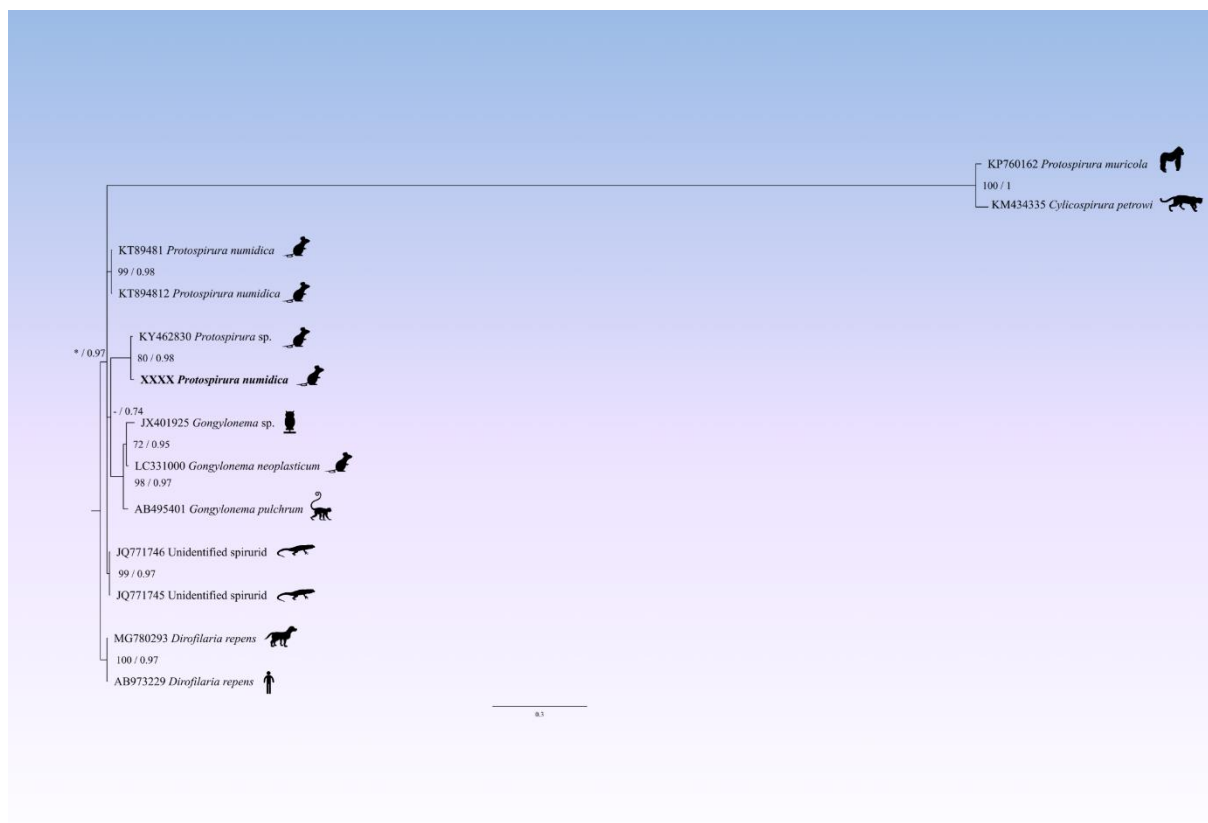 KP760162 Protospirura muricola
100 / 1
KM434335 Cylicospirura petrowi
KT89481 Protospirura numidica
99 / 0.98
KT894812 Protospirura numidica
KY462830 Protospirura sp.
* / 0.97
80 / 0.98
XXXX Protospirura numidica
- / 0.74
JX401925 Gongylonema sp.
72 / 0.95
LC331000 Gongylonema neoplasticum
98 / 0.97
AB495401 Gongylonema pulchrum
JQ771746 Unidentified spirurid
99 / 0.97
JQ771745 Unidentified spirurid
MG780293 Dirofilaria repens
100 / 0.97
AB973229 Dirofilaria repens
0.3